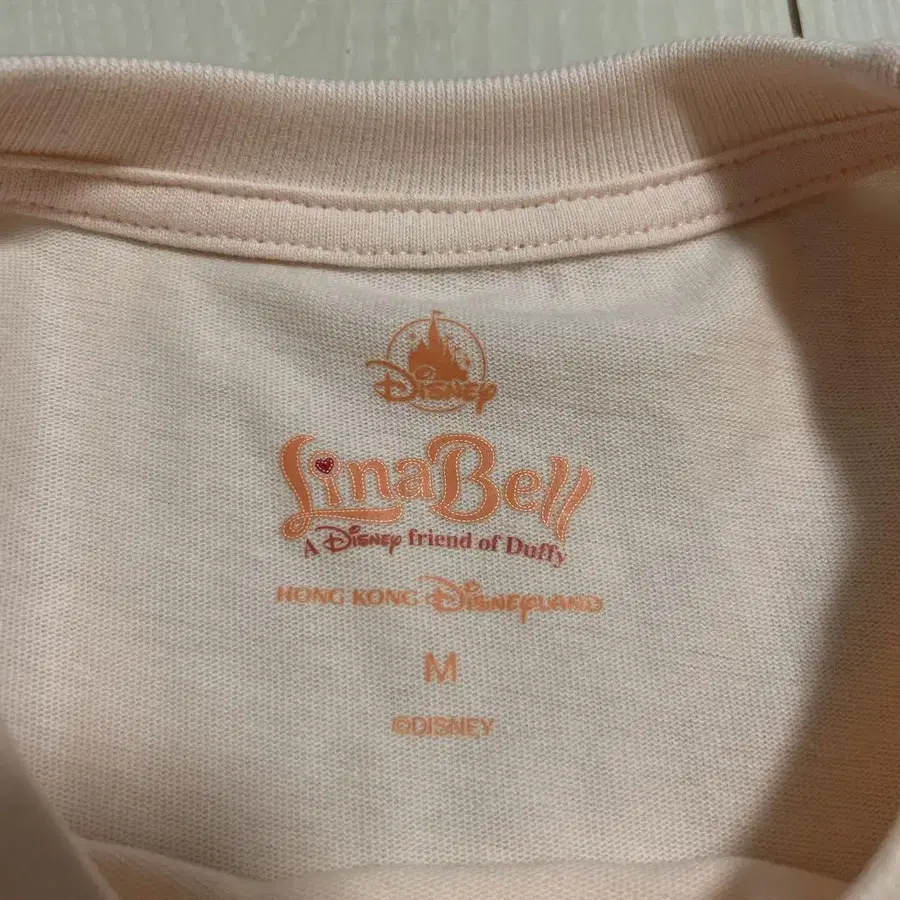 Disney
LinaBell
A Disney friend of Duffy
HONG KONG DISNEYLAND
M
©DISNEY